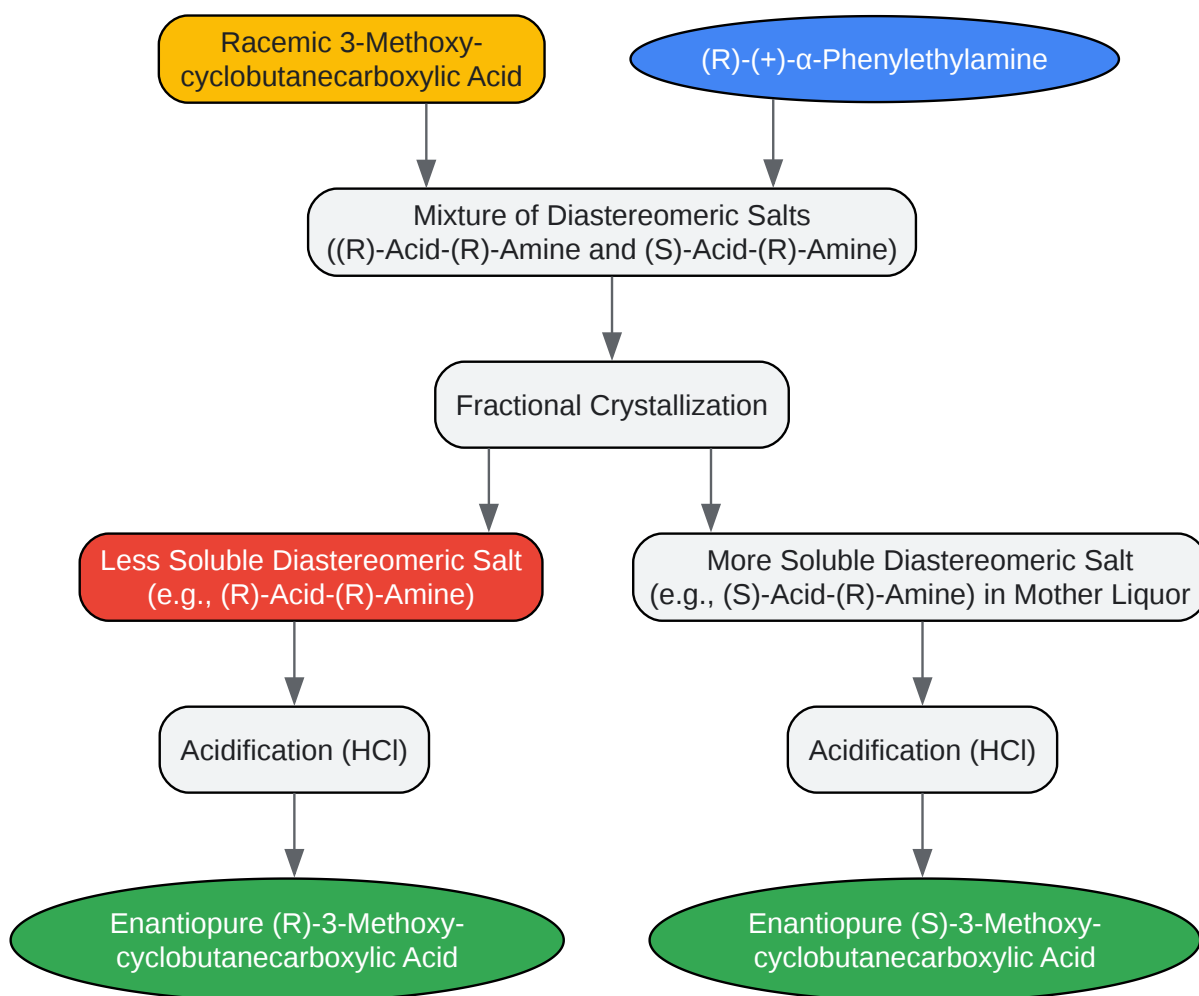 Racemic 3-Methoxy-
cyclobutanecarboxylic Acid
(R)-(+)-α-Phenylethylamine
Mixture of Diastereomeric Salts
((R)-Acid-(R)-Amine and (S)-Acid-(R)-Amine)
Fractional Crystallization
Less Soluble Diastereomeric Salt
(e.g., (R)-Acid-(R)-Amine)
More Soluble Diastereomeric Salt
(e.g., (S)-Acid-(R)-Amine) in Mother Liquor
Acidification (HCl)
Acidification (HCl)
Enantiopure (R)-3-Methoxy-
cyclobutanecarboxylic Acid
Enantiopure (S)-3-Methoxy-
cyclobutanecarboxylic Acid